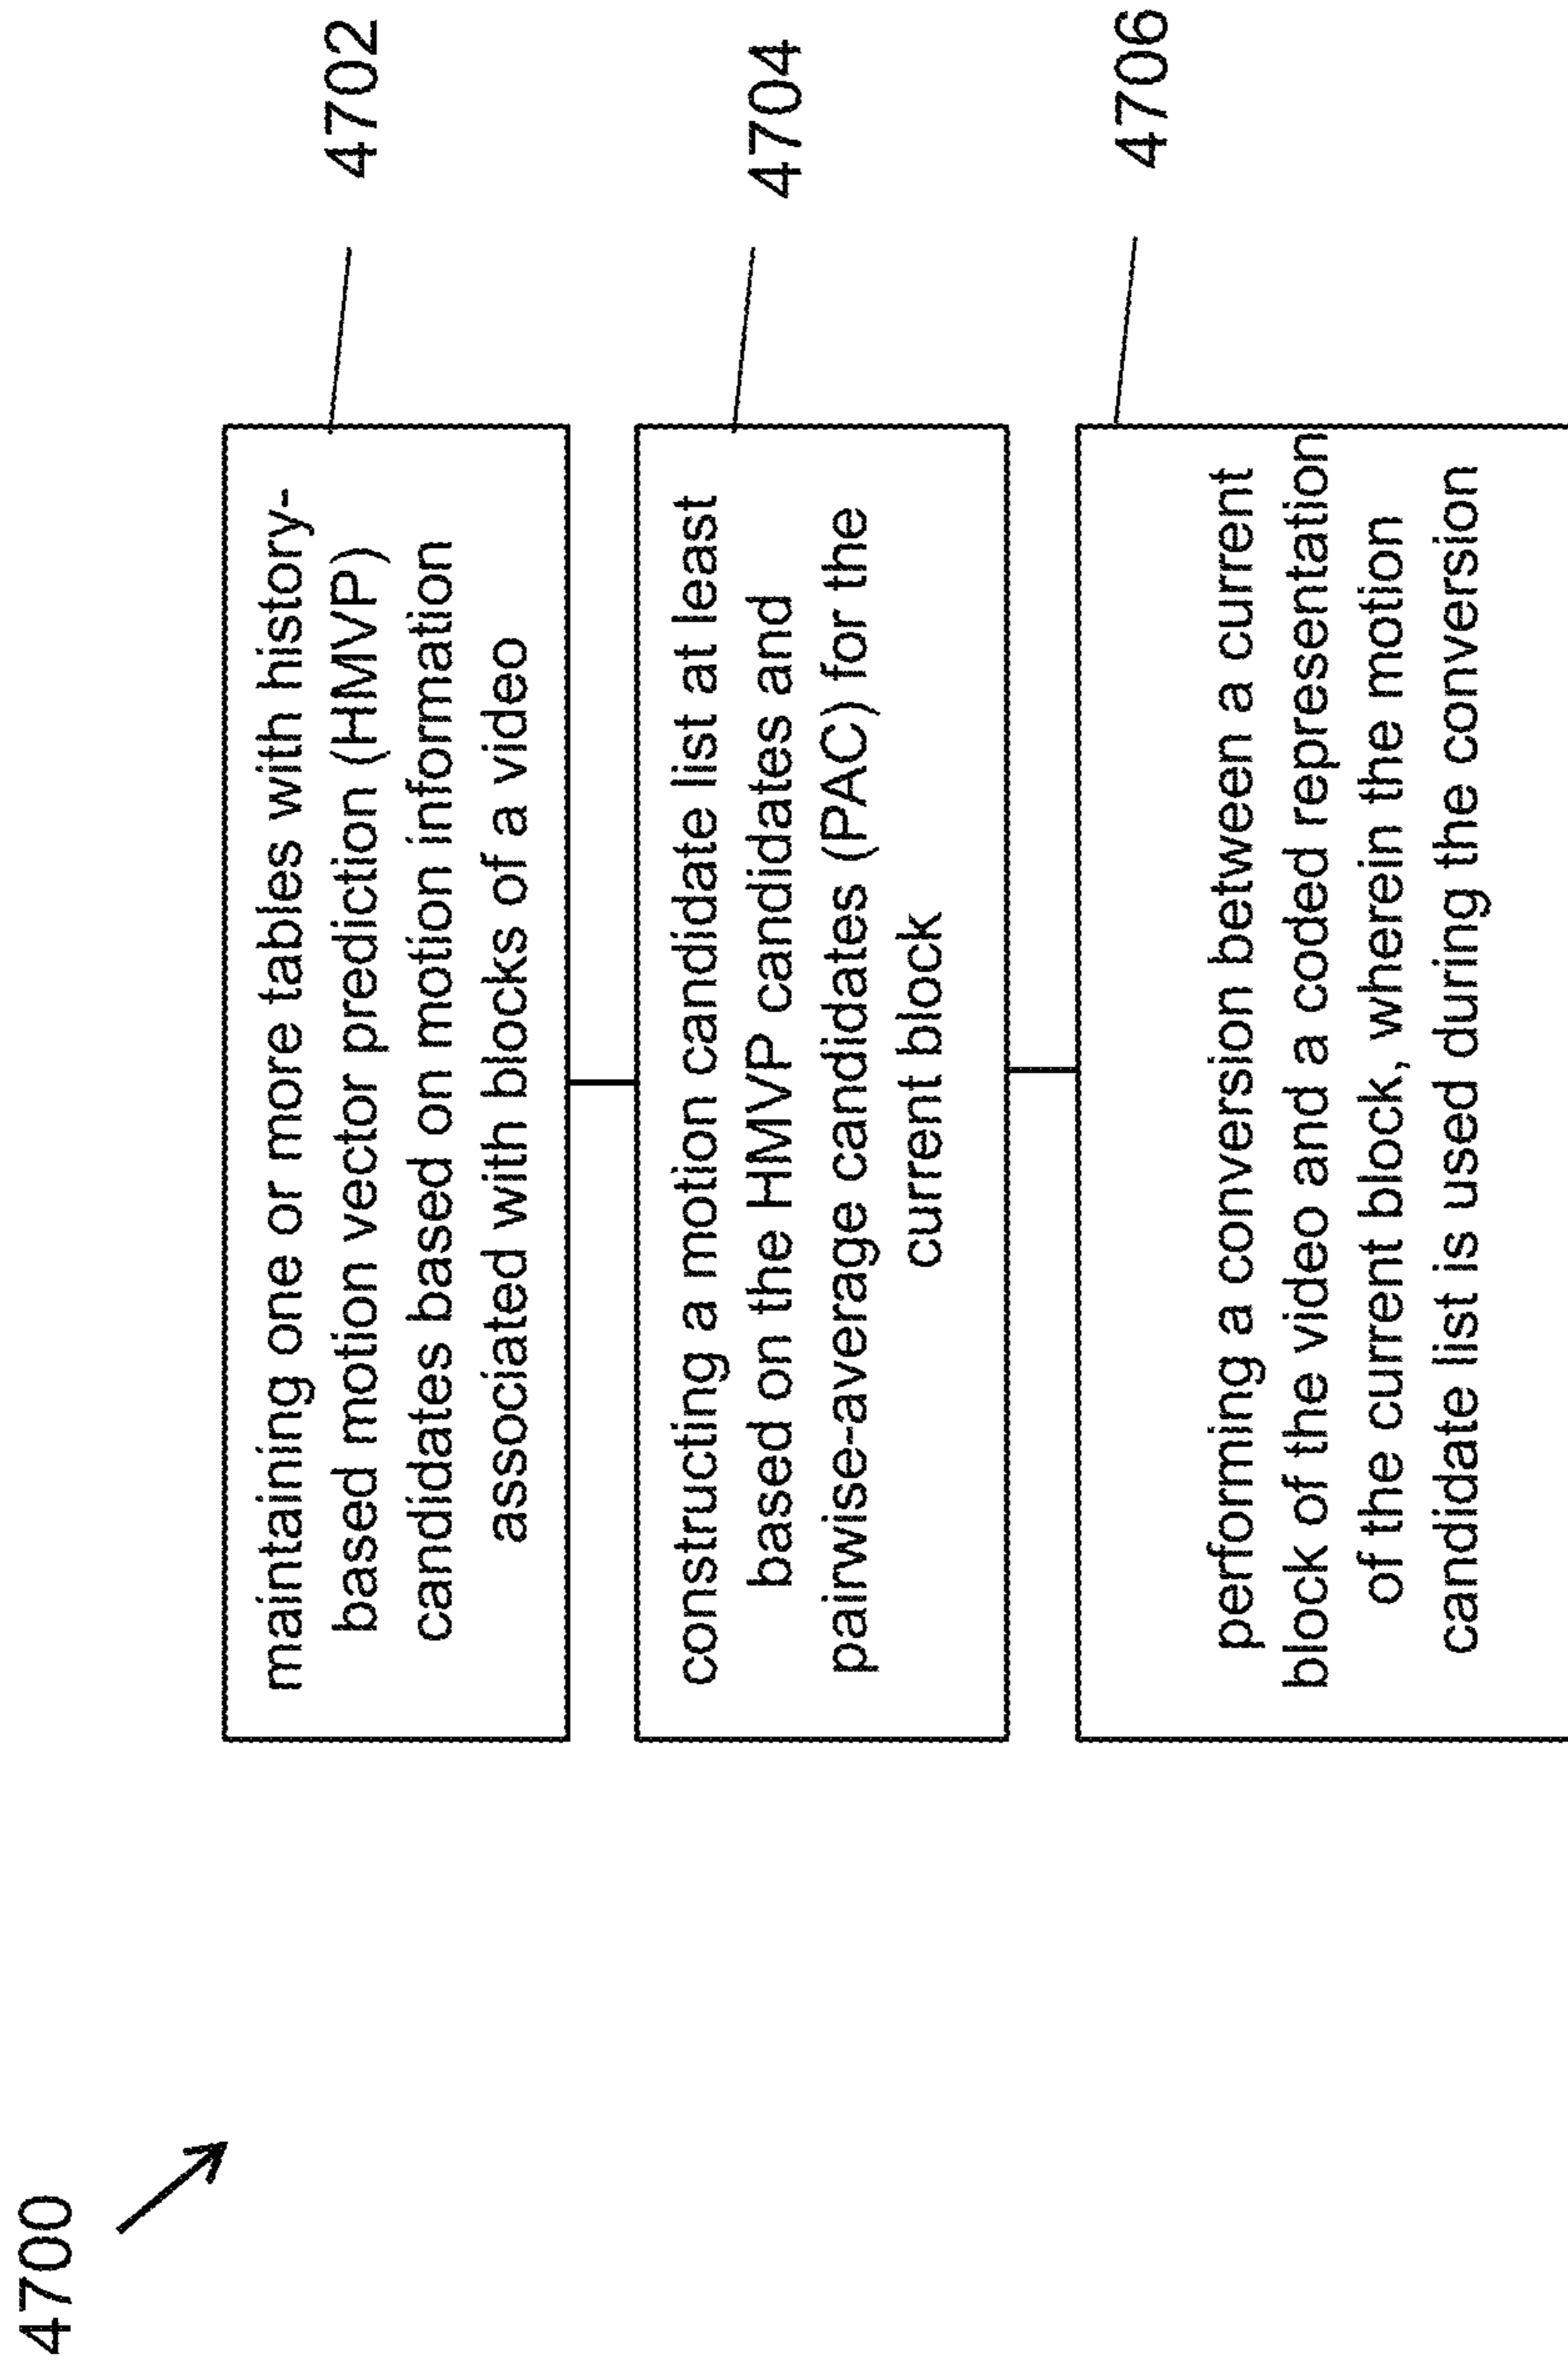 4700
maintaining one or more tables with history-
based motion vector prediction (HMVP)
candidates based on motion information
associated with blocks of a video
4702
constructing a motion candidate list at least
based on the HMVP candidates and
pairwise-average candidates (PAC) for the
current block
4704
performing a conversion between a current
block of the video and a coded representation
of the current block, wherein the motion
candidate list is used during the conversion
4706